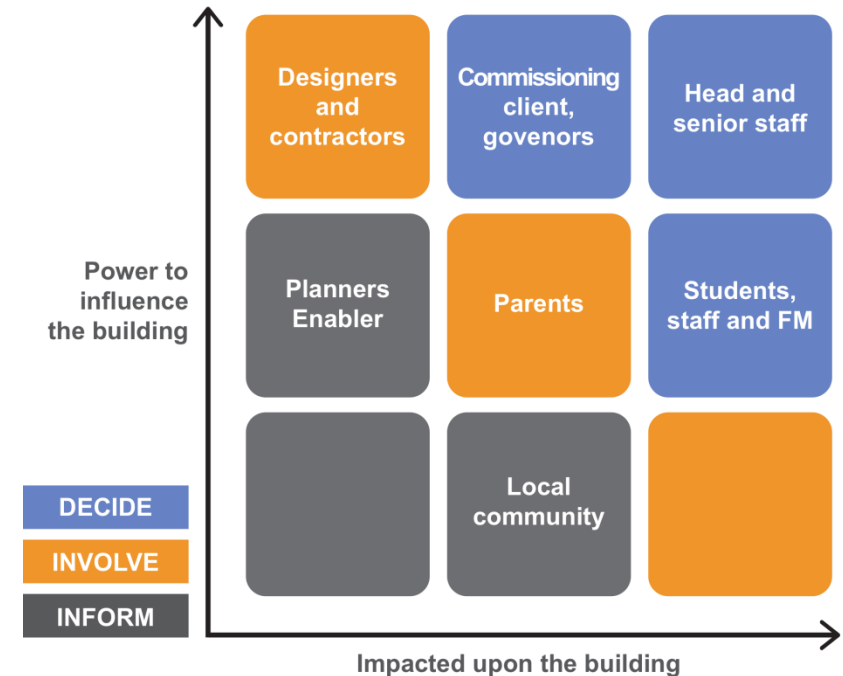 Designers
and
contractors
Commissioning
client,
govenors
Head and
senior staff
Power to
influence
the building
Planners
Enabler
Parents
Students,
staff and FM
Local
community
DECIDE
INVOLVE
INFORM
Impacted upon the building